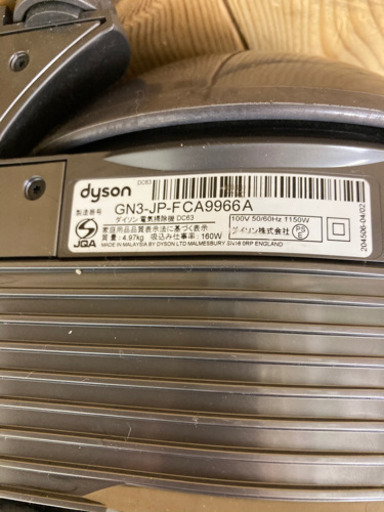 dyson
DC63
製造番号 GN3-JP-FCA9966A
ダイソン 電気掃除機 DC63
家庭用品品質表示法に基づく表示
質量:4.97kg 吸込み仕事率:160W
100V 50/60Hz 1150W
ダイソン株式会社
PS E
S JQA
MADE IN MALAYSIA BY DYSON LTD MALMESBURY SN16 0RP ENGLAND
204506-04/02